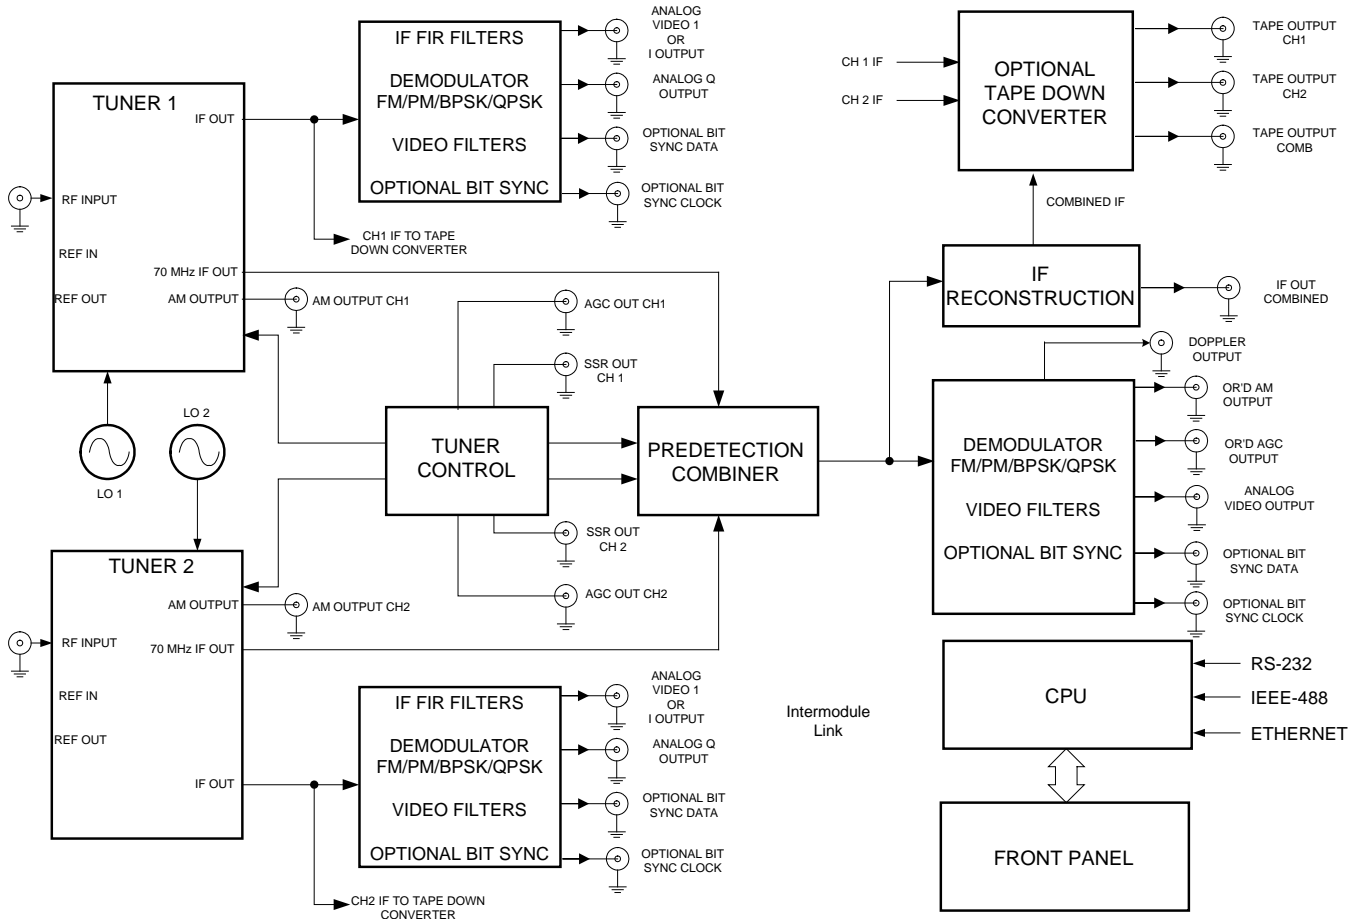 TUNER 1
IF OUT
RF INPUT
REF IN
70 MHz IF OUT
REF OUT
AM OUTPUT
AM OUTPUT CH1
LO 1
LO 2
IF FIR FILTERS
DEMODULATOR
FM/PM/BPSK/QPSK
VIDEO FILTERS
OPTIONAL BIT SYNC
ANALOG
VIDEO 1
OR
I OUTPUT
ANALOG Q
OUTPUT
OPTIONAL BIT
SYNC DATA
OPTIONAL BIT
SYNC CLOCK
CH1 IF TO TAPE
DOWN CONVERTER
AGC OUT CH1
SSR OUT
CH 1
TUNER
CONTROL
SSR OUT
CH 2
AGC OUT CH2
PREDETECTION
COMBINER
CH 1 IF
CH 2 IF
OPTIONAL
TAPE DOWN
CONVERTER
TAPE OUTPUT
CH1
TAPE OUTPUT
CH2
TAPE OUTPUT
COMB
COMBINED IF
IF
RECONSTRUCTION
IF OUT
COMBINED
DOPPLER
OUTPUT
DEMODULATOR
FM/PM/BPSK/QPSK
VIDEO FILTERS
OPTIONAL BIT SYNC
OR'D AM
OUTPUT
OR'D AGC
OUTPUT
ANALOG
VIDEO OUTPUT
OPTIONAL BIT
SYNC DATA
OPTIONAL BIT
SYNC CLOCK
TUNER 2
AM OUTPUT
AM OUTPUT CH2
RF INPUT
70 MHz IF OUT
REF IN
REF OUT
IF OUT
IF FIR FILTERS
DEMODULATOR
FM/PM/BPSK/QPSK
VIDEO FILTERS
OPTIONAL BIT SYNC
ANALOG
VIDEO 1
OR
I OUTPUT
ANALOG Q
OUTPUT
OPTIONAL BIT
SYNC DATA
OPTIONAL BIT
SYNC CLOCK
CH2 IF TO TAPE DOWN
CONVERTER
Intermodule
Link
CPU
RS-232
IEEE-488
ETHERNET
FRONT PANEL